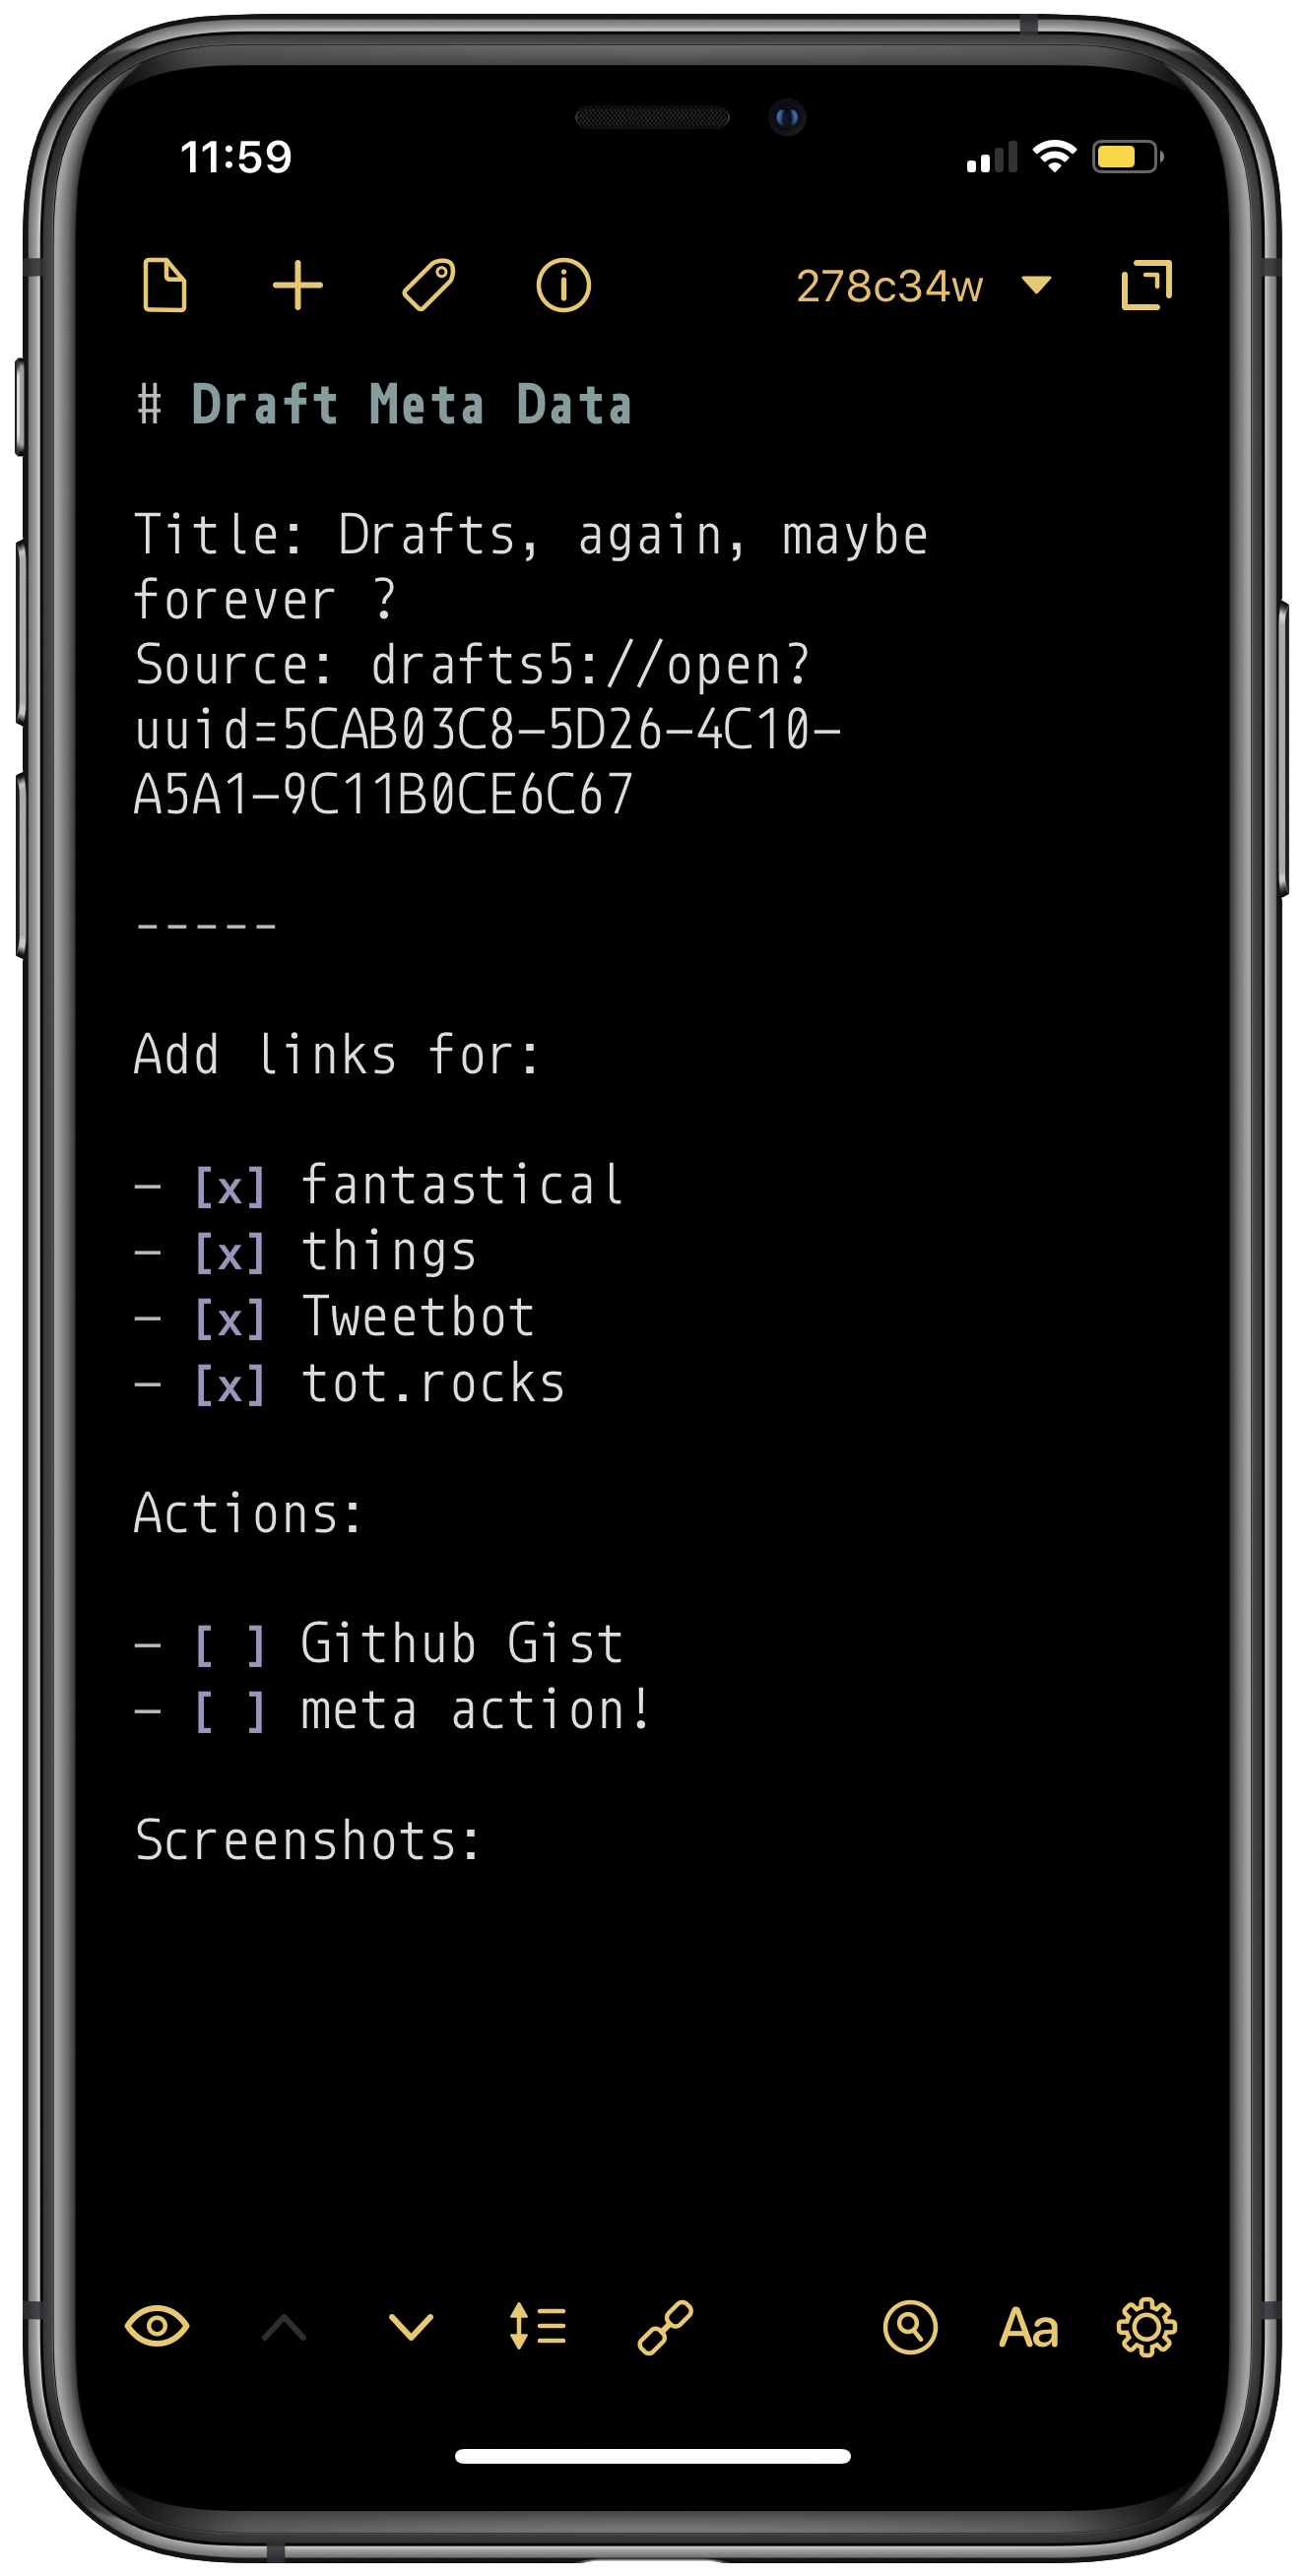 11:59
278c34w
# Draft Meta Data
Title: Drafts, again, maybe
forever ?
Source: drafts5://open?
uuid=5CAB03C8-5D26-4C10-
A5A1-9C11B0CE6C67
-----
Add links for:
- [x] fantastical
- [x] things
- [x] Tweetbot
- [x] tot.rocks
Actions:
- [ ] Github Gist
- [ ] meta action!
Screenshots:
Aa